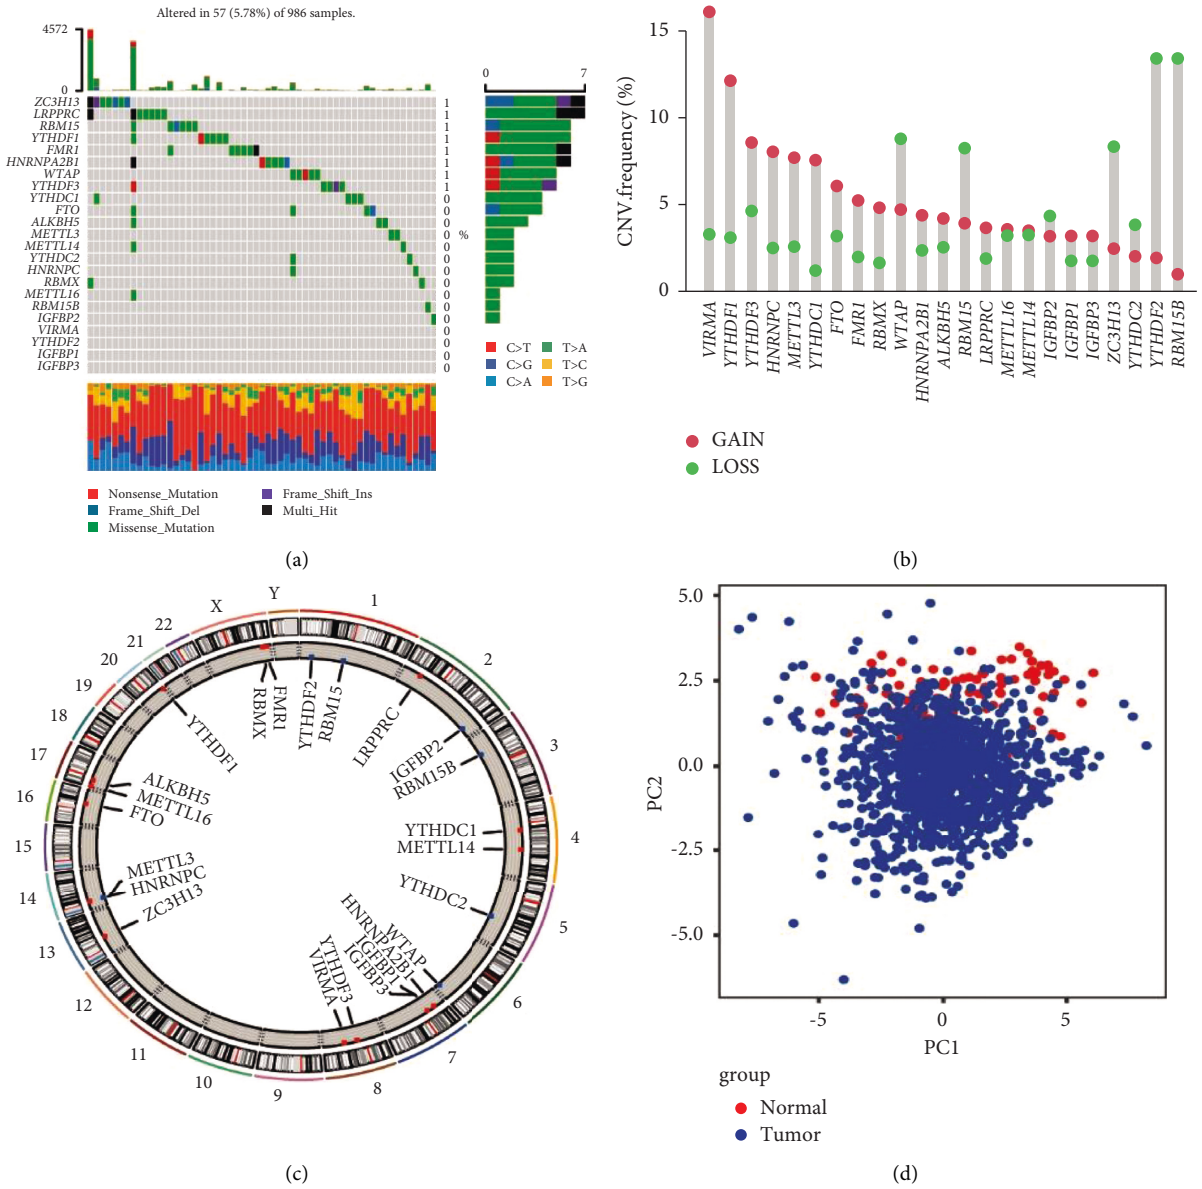 Altered in 57 (5.78%) of 986 samples.
4572
0
0 7
ZC3H13 1
LRPPRC 1
RBM15 1
YTHDF1 1
FMR1 1
HNRNPA2B1 1
WTAP 1
YTHDF3 1
YTHDC1 0
FTO 0
ALKBH5 0
METTL3 0
METTL14 0
YTHDC2 0
HNRNPC 0
RBMX 0
METTL16 0
RBM15B 0
IGFBP2 0
VIRMA 0
YTHDF2 0
IGFBP1 0
IGFBP3 0
%
C>T T>A
C>G T>C
C>A T>G
Nonsense_Mutation
Frame_Shift_Del
Missense_Mutation
Frame_Shift_Ins
Multi_Hit
(a)
CNV.frequency (%)
15
10
5
0
VIRMA
YTHDF1
YTHDF3
HNRNPC
METTL3
YTHDC1
FTO
FMR1
RBMX
WTAP
HNRNPA2B1
ALKBH5
RBM15
LRPPRC
METTL16
METTL14
IGFBP2
IGFBP1
IGFBP3
ZC3H13
YTHDC2
YTHDF2
RBM15B
GAIN
LOSS
(b)
1
2
3
4
5
6
7
8
9
10
11
12
13
14
15
16
17
18
19
20
21
22
X
Y
YTHDF2
RBM15
LRPPRC
IGFBP2
RBM15B
YTHDC1
METTL14
YTHDC2
WTAP
HNRNPA2B1
IGFBP1
IGFBP3
YTHDF3
VIRMA
ZC3H13
HNRNPC
METTL3
FTO
METTL16
ALKBH5
YTHDF1
RBMX
FMR1
(c)
PC2
5.0
2.5
0.0
-2.5
-5.0
-5 0 5
PC1
group
Normal
Tumor
(d)